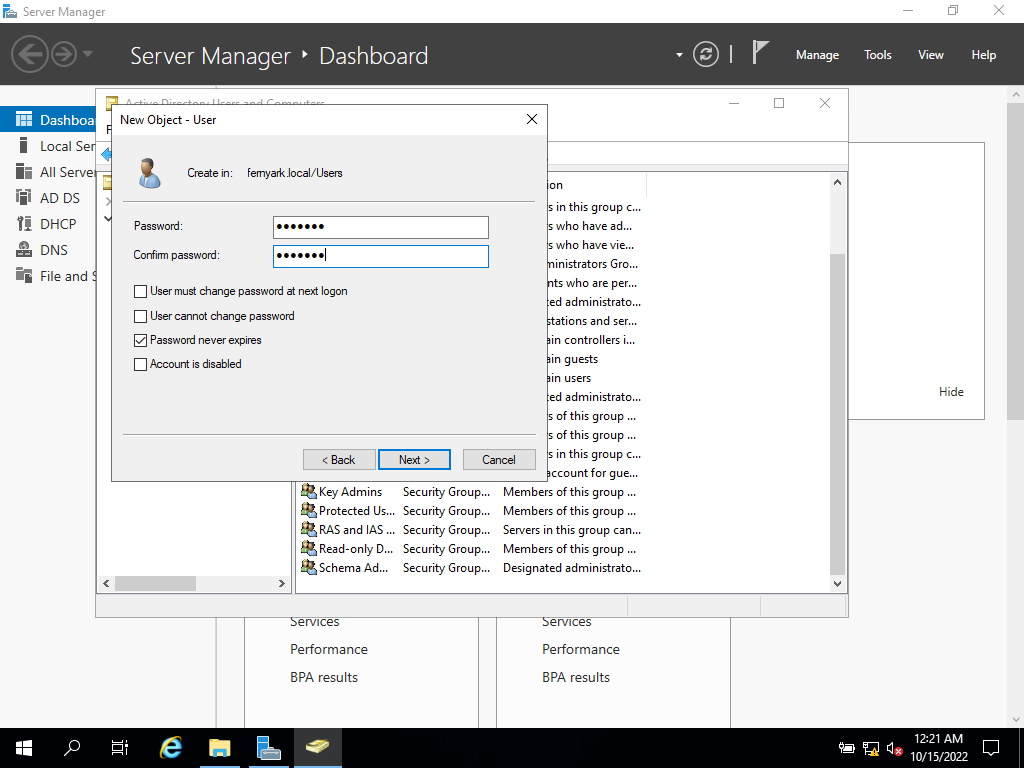 Server Manager
Server Manager ‣ Dashboard
Manage Tools View Help
Active Directory Users and Computers
New Object - User
Create in: fernyark.local/Users
Password: ●●●●●●●
Confirm password: ●●●●●●●
User must change password at next logon
User cannot change password
Password never expires
Account is disabled
< Back Next > Cancel
Dashboa
Local Ser
All Server
AD DS
DHCP
DNS
File and S
F
ion
s in this group c...
s who have ad...
s who have vie...
ministrators Gro...
nts who are per...
ed administrato...
stations and ser...
ain controllers i...
ain guests
ain users
ed administrato...
s of this group ...
s of this group ...
s in this group c...
account for gue...
Key Admins Security Group... Members of this group ...
Protected Us... Security Group... Members of this group ...
RAS and IAS ... Security Group... Servers in this group can...
Read-only D... Security Group... Members of this group ...
Schema Ad... Security Group... Designated administrato...
Hide
Services
Performance
BPA results
Services
Performance
BPA results
12:21 AM
10/15/2022